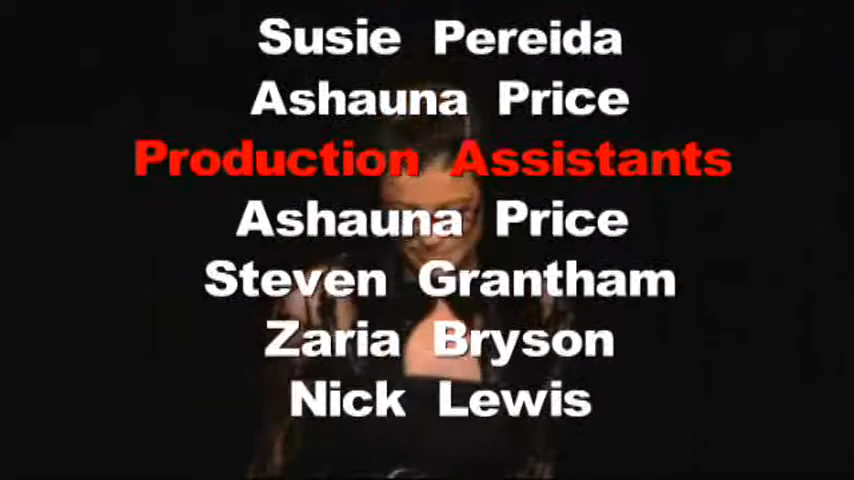 Susie Pereida
Ashauna Price
Production Assistants
Ashauna Price
Steven Grantham
Zaria Bryson
Nick Lewis